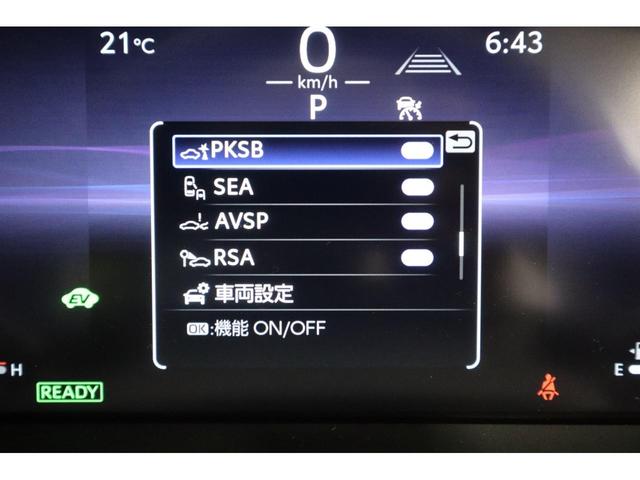 21℃
0
6:43
km/h
P
PKSB
SEA
AVSP
RSA
車両設定
OK:機能 ON/OFF
EV
H
READY
E